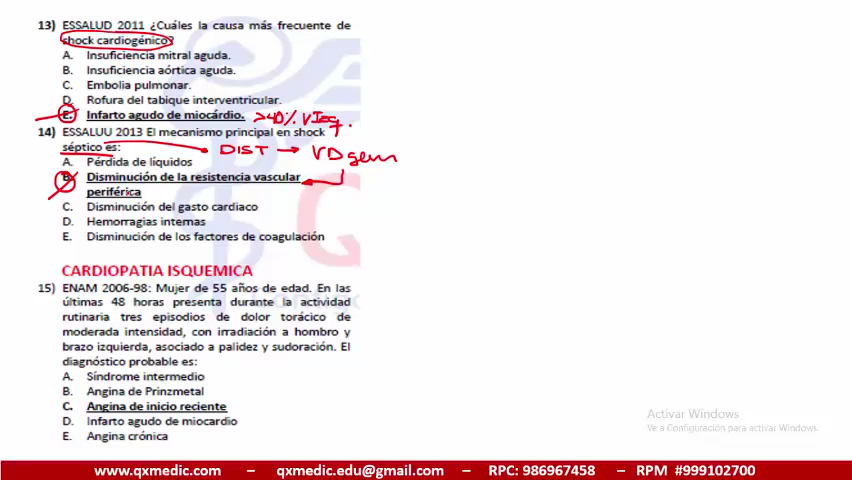 13) ESSALUD 2011 ¿Cuáles la causa más frecuente de
shock cardiogénico?
A. Insuficiencia mitral aguda.
B. Insuficiencia aórtica aguda.
C. Embolia pulmonar.
D. Rofura del tabique interventricular.
E. Infarto agudo de miocárdio. >40% VIzq.
14) ESSALUU 2013 El mecanismo principal en shock
séptico es: DIST → VD gen
A. Pérdida de líquidos
B. Disminución de la resistencia vascular
periférica
C. Disminución del gasto cardiaco
D. Hemorragias internas
E. Disminución de los factores de coagulación
CARDIOPATIA ISQUEMICA
15) ENAM 2006-98: Mujer de 55 años de edad. En las
últimas 48 horas presenta durante la actividad
rutinaria tres episodios de dolor torácico de
moderada intensidad, con irradiación a hombro y
brazo izquierda, asociado a palidez y sudoración. El
diagnóstico probable es:
A. Síndrome intermedio
B. Angina de Prinzmetal
C. Angina de inicio reciente
D. Infarto agudo de miocardio
E. Angina crónica
Activar Windows
Ve a Configuración para activar Windows.
www.qxmedic.com – qxmedic.edu@gmail.com – RPC: 986967458 – RPM #999102700